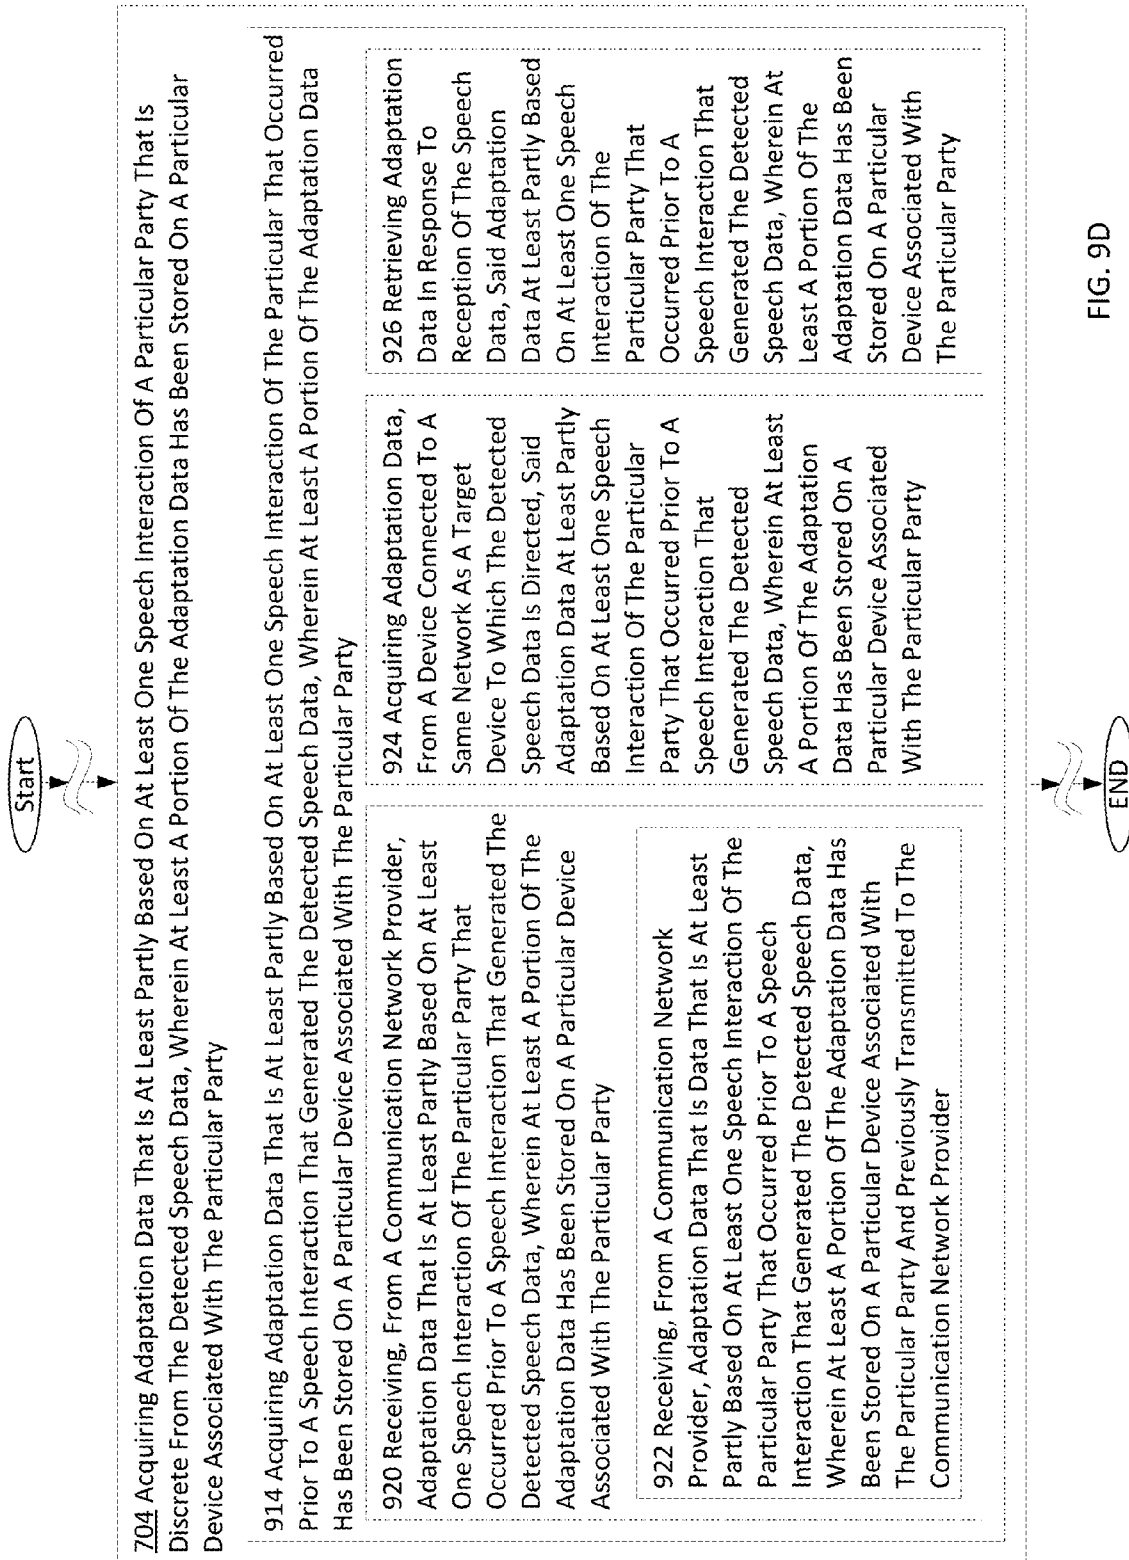 Start
704 Acquiring Adaptation Data That Is At Least Partly Based On At Least One Speech Interaction Of A Particular Party That Is
Discrete From The Detected Speech Data, Wherein At Least A Portion Of The Adaptation Data Has Been Stored On A Particular
Device Associated With The Particular Party
914 Acquiring Adaptation Data That Is At Least Partly Based On At Least One Speech Interaction Of The Particular That Occurred
Prior To A Speech Interaction That Generated The Detected Speech Data, Wherein At Least A Portion Of The Adaptation Data
Has Been Stored On A Particular Device Associated With The Particular Party
920 Receiving, From A Communication Network Provider,
Adaptation Data That Is At Least Partly Based On At Least
One Speech Interaction Of The Particular Party That
Occurred Prior To A Speech Interaction That Generated The
Detected Speech Data, Wherein At Least A Portion Of The
Adaptation Data Has Been Stored On A Particular Device
Associated With The Particular Party
922 Receiving, From A Communication Network
Provider, Adaptation Data That Is Data That Is At Least
Partly Based On At Least One Speech Interaction Of The
Particular Party That Occurred Prior To A Speech
Interaction That Generated The Detected Speech Data,
Wherein At Least A Portion Of The Adaptation Data Has
Been Stored On A Particular Device Associated With
The Particular Party And Previously Transmitted To The
Communication Network Provider
924 Acquiring Adaptation Data,
From A Device Connected To A
Same Network As A Target
Device To Which The Detected
Speech Data Is Directed, Said
Adaptation Data At Least Partly
Based On At Least One Speech
Interaction Of The Particular
Party That Occurred Prior To A
Speech Interaction That
Generated The Detected
Speech Data, Wherein At Least
A Portion Of The Adaptation
Data Has Been Stored On A
Particular Device Associated
With The Particular Party
926 Retrieving Adaptation
Data In Response To
Reception Of The Speech
Data, Said Adaptation
Data At Least Partly Based
On At Least One Speech
Interaction Of The
Particular Party That
Occurred Prior To A
Speech Interaction That
Generated The Detected
Speech Data, Wherein At
Least A Portion Of The
Adaptation Data Has Been
Stored On A Particular
Device Associated With
The Particular Party
END
FIG. 9D